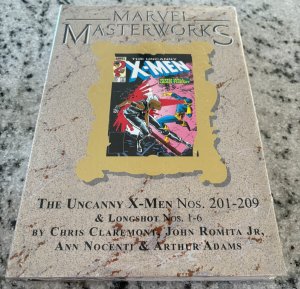 MARVEL
MASTERWORKS
THE UNCANNY
X-MEN
THE UNCANNY X-MEN NOS. 201-209
& LONGSHOT NOS. 1-6
BY CHRIS CLAREMONT, JOHN ROMITA JR,
ANN NOCENTI & ARTHUR ADAMS